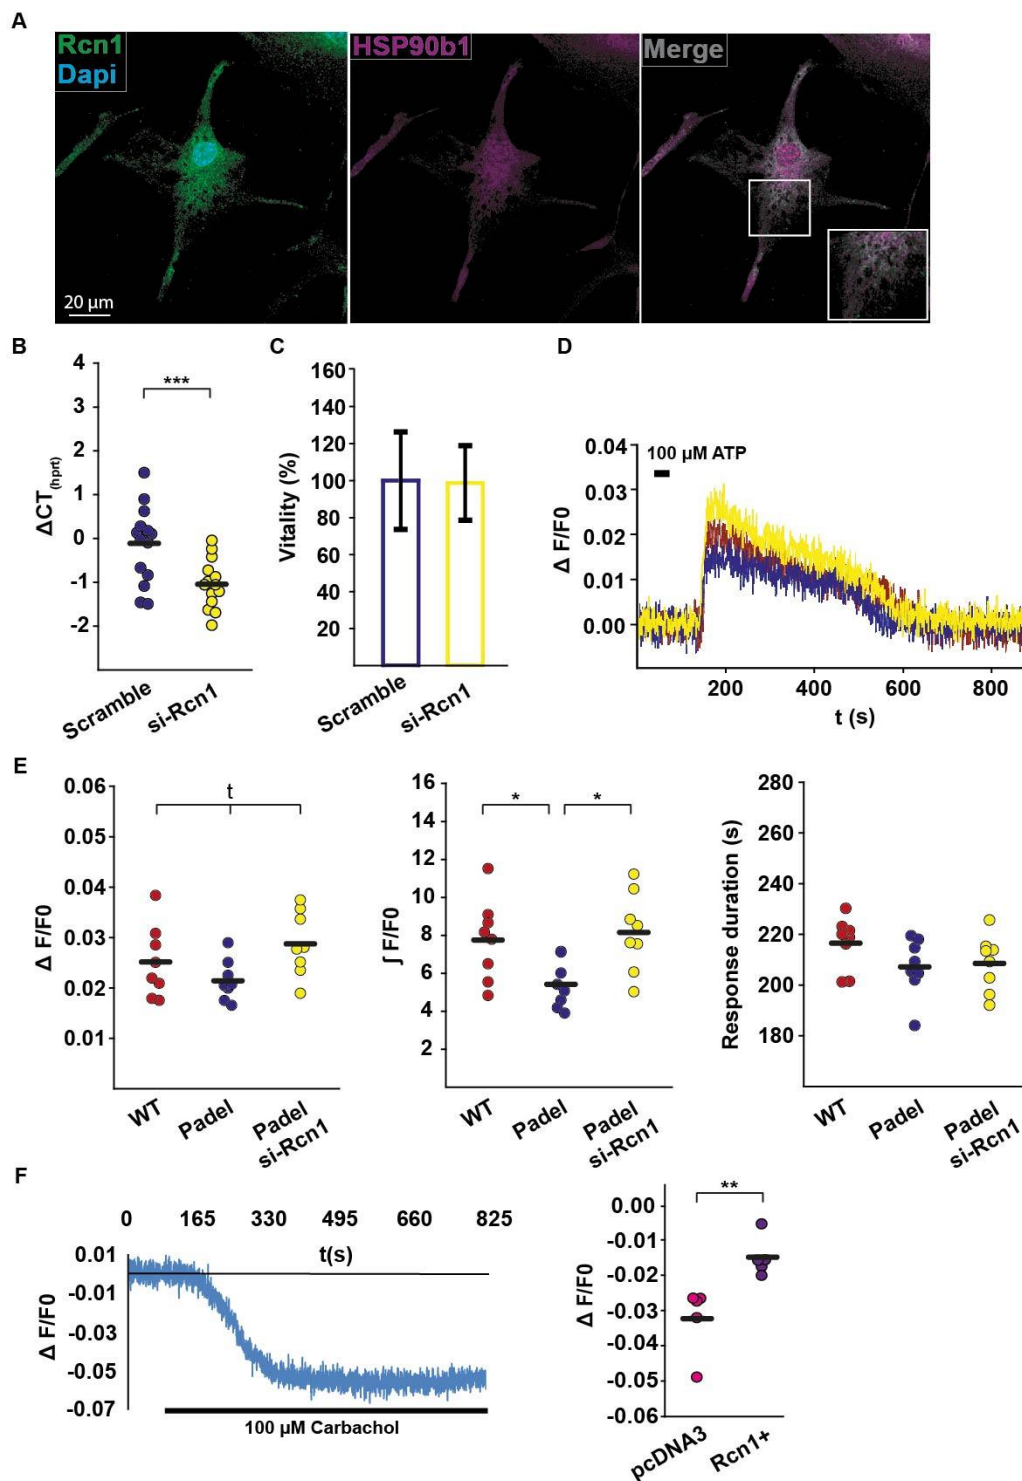 A
Rcn1
Dapi
HSP90b1
Merge
20 µm
B
4
3
2
1
0
-1
-2
ΔCT(hprt)
***
Scramble
si-Rcn1
C
160
140
120
100
80
60
40
20
Vitality (%)
Scramble
si-Rcn1
D
0.04
0.03
0.02
0.01
0.00
Δ F/F0
100 µM ATP
200
400
600
800
t (s)
E
0.06
0.05
0.04
0.03
0.02
0.01
Δ F/F0
t
WT
Padel
Padel
si-Rcn1
16
14
12
10
8
6
4
2
∫ F/F0
*
*
WT
Padel
Padel
si-Rcn1
280
260
240
220
200
180
Response duration (s)
WT
Padel
Padel
si-Rcn1
F
0
165
330
495
660
825
t(s)
0.01
-0.01
-0.03
-0.05
-0.07
Δ F/F0
100 µM Carbachol
0.00
-0.01
-0.02
-0.03
-0.04
-0.05
-0.06
Δ F/F0
**
pcDNA3
Rcn1+